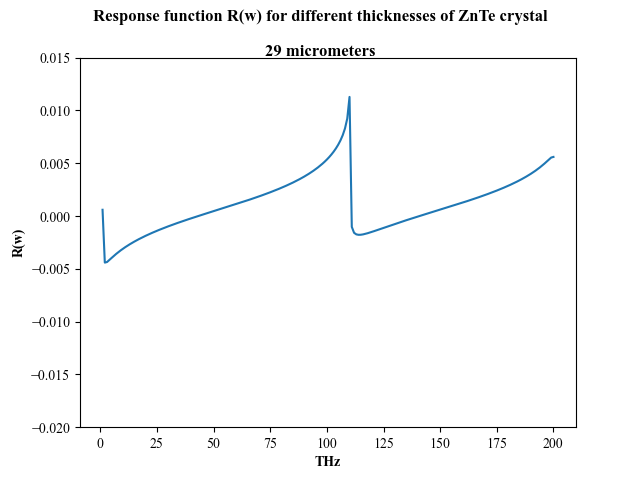 Response function R(w) for different thicknesses of ZnTe crystal
29 micrometers
0.015
0.010
0.005
0.000
−0.005
−0.010
−0.015
−0.020
R(w)
0 25 50 75 100 125 150 175 200
THz